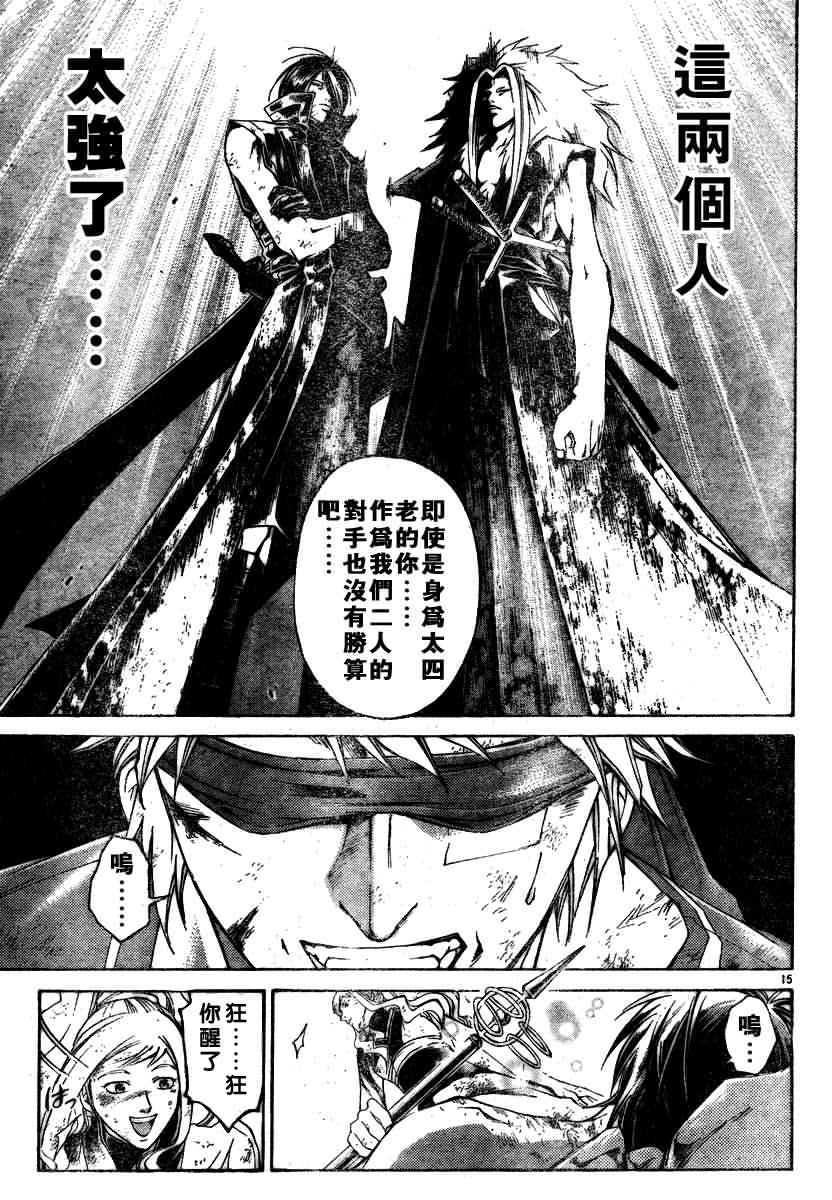 這兩個人
太強了……
即使是身爲太四
老的你……
作爲我們二人的
對手也沒有勝算
吧……
嗚……
15
嗚…
狂……狂
你醒了
はっ